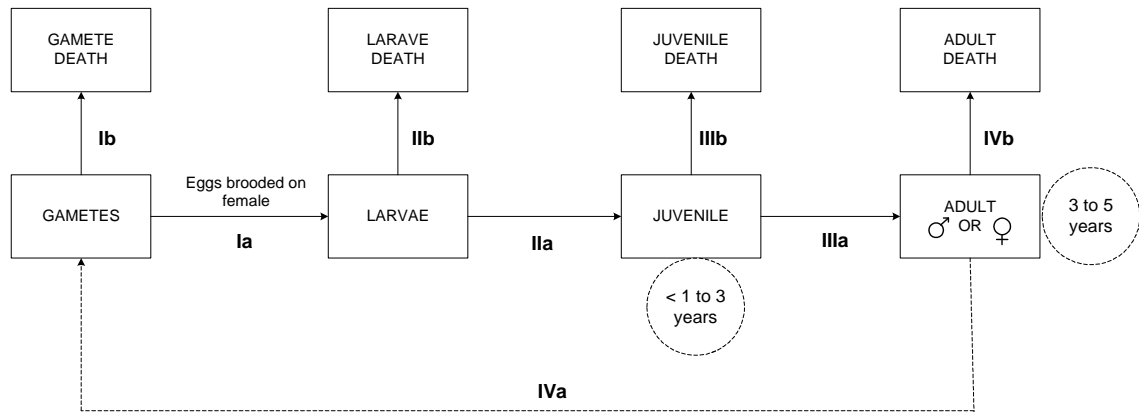 GAMETE
DEATH
LARAVE
DEATH
JUVENILE
DEATH
ADULT
DEATH
Ib
IIb
IIIb
IVb
GAMETES
Eggs brooded on
female
Ia
LARVAE
IIa
JUVENILE
IIIa
ADULT
♂ OR ♀
3 to 5
years
< 1 to 3
years
IVa